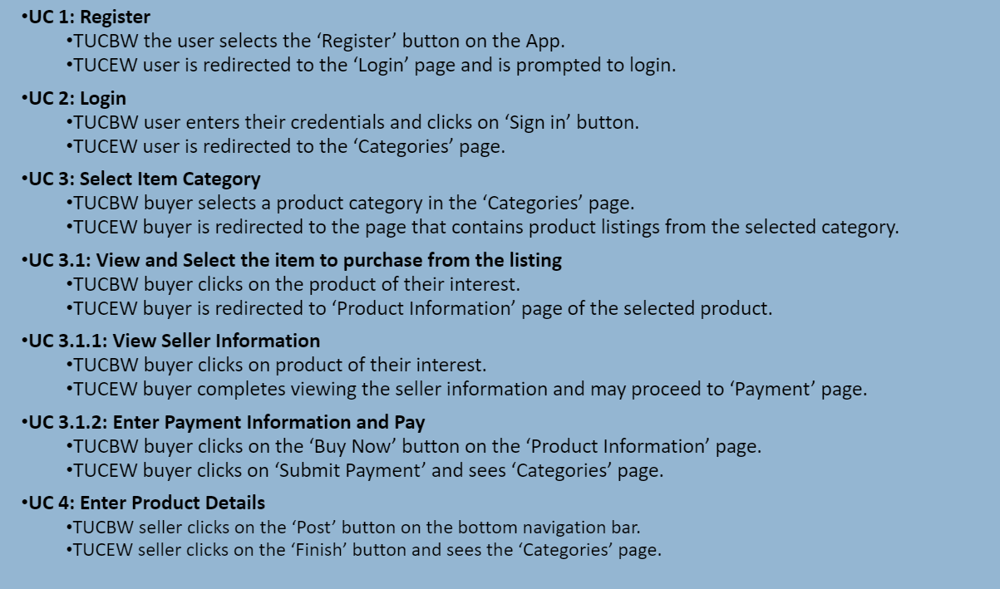 •UC 1: Register
•TUCBW the user selects the ‘Register’ button on the App.
•TUCEW user is redirected to the ‘Login’ page and is prompted to login.
•UC 2: Login
•TUCBW user enters their credentials and clicks on ‘Sign in’ button.
•TUCEW user is redirected to the ‘Categories’ page.
•UC 3: Select Item Category
•TUCBW buyer selects a product category in the ‘Categories’ page.
•TUCEW buyer is redirected to the page that contains product listings from the selected category.
•UC 3.1: View and Select the item to purchase from the listing
•TUCBW buyer clicks on the product of their interest.
•TUCEW buyer is redirected to ‘Product Information’ page of the selected product.
•UC 3.1.1: View Seller Information
•TUCBW buyer clicks on product of their interest.
•TUCEW buyer completes viewing the seller information and may proceed to ‘Payment’ page.
•UC 3.1.2: Enter Payment Information and Pay
•TUCBW buyer clicks on the ‘Buy Now’ button on the ‘Product Information’ page.
•TUCEW buyer clicks on ‘Submit Payment’ and sees ‘Categories’ page.
•UC 4: Enter Product Details
•TUCBW seller clicks on the ‘Post’ button on the bottom navigation bar.
•TUCEW seller clicks on the ‘Finish’ button and sees the ‘Categories’ page.